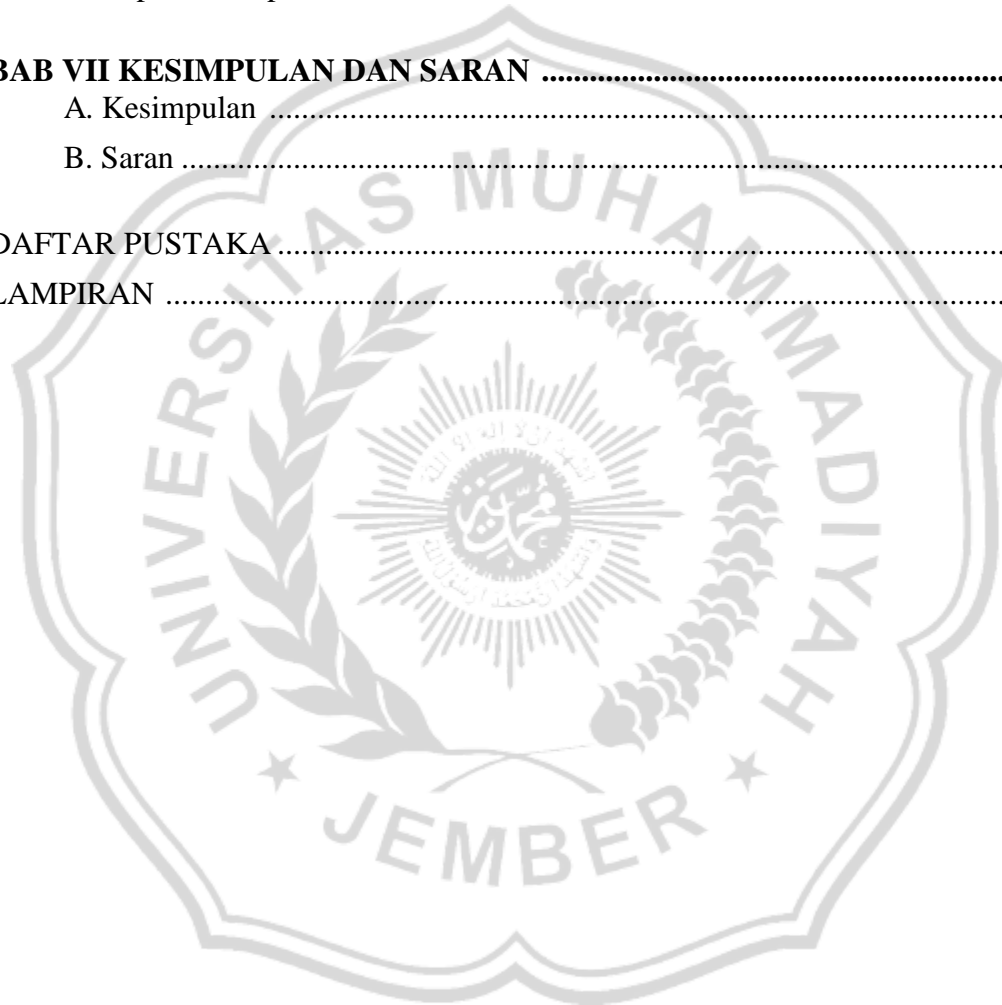 BAB VII KESIMPULAN DAN SARAN ........................................................
A. Kesimpulan ............................................................................................
B. Saran .......................................................................................................
DAFTAR PUSTAKA ...........................................................................................
LAMPIRAN .........................................................................................................
UNIVERSITAS MUHAMMADIYAH
JEMBER